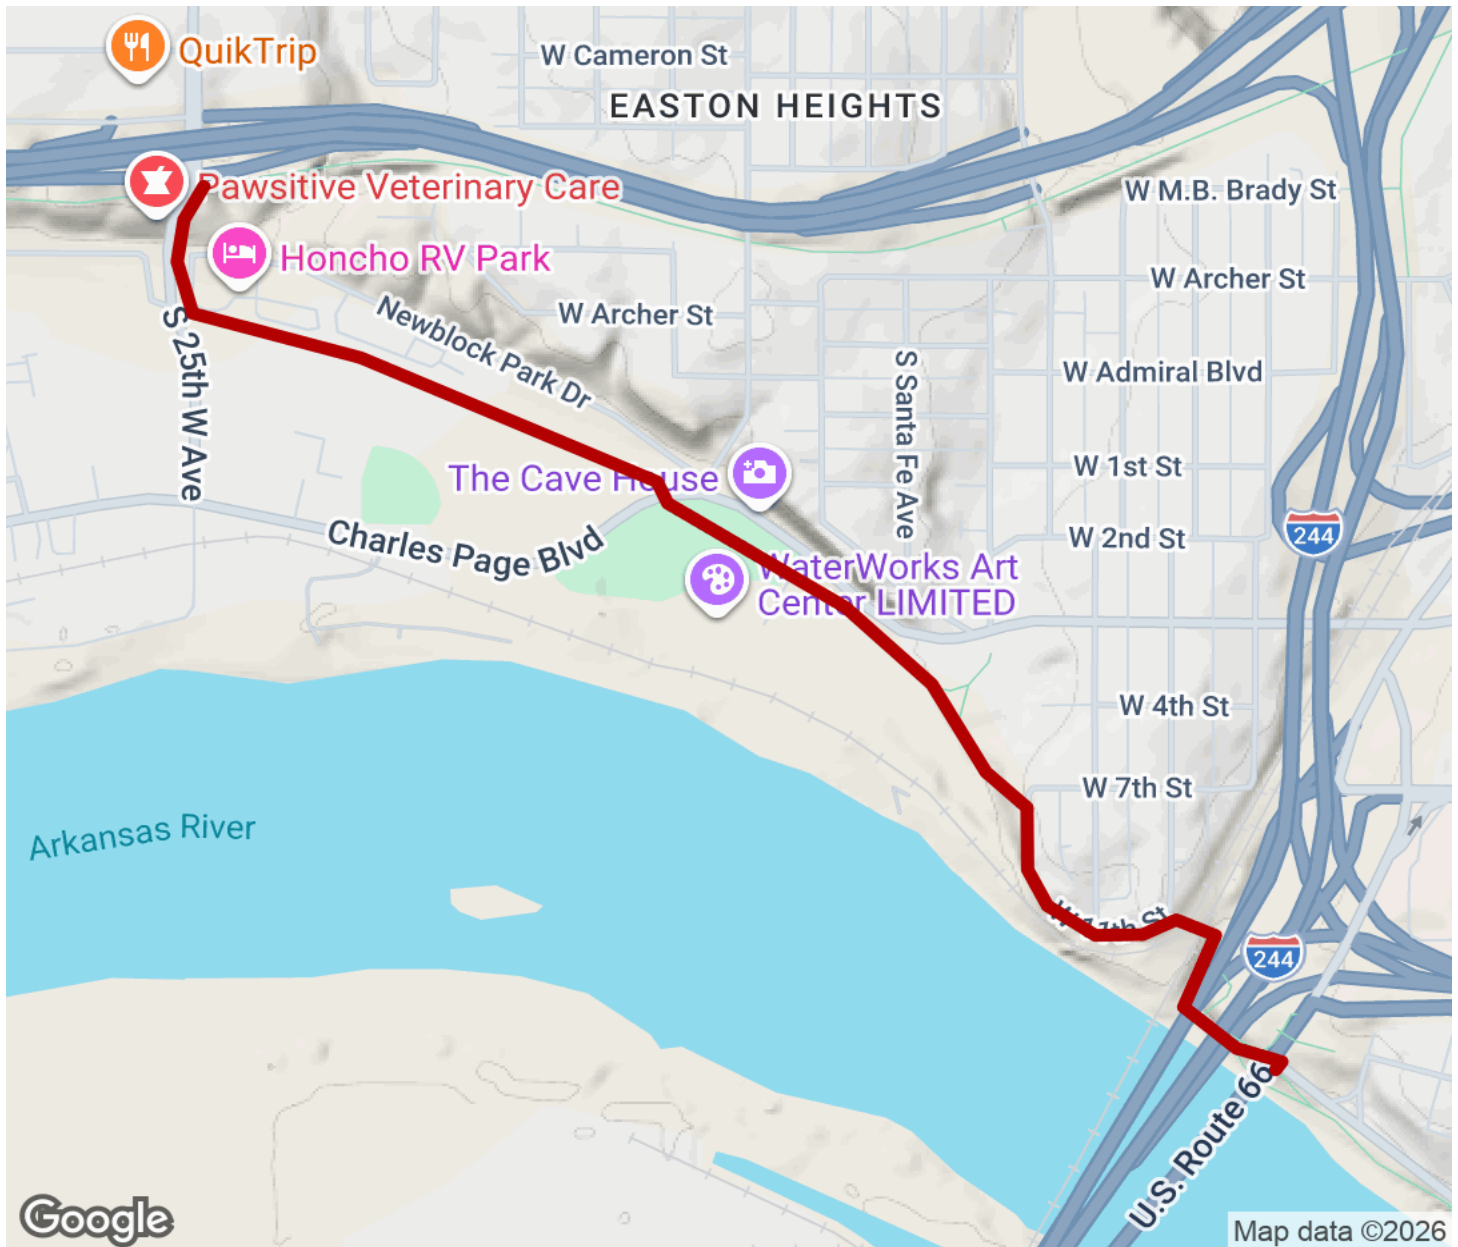 QuikTrip
W Cameron St
EASTON HEIGHTS
Pawsitive Veterinary Care
W M.B. Brady St
Honcho RV Park
W Archer St
Newblock Park Dr
W Archer St
S 25th W Ave
S Santa Fe Ave
W Admiral Blvd
The Cave House
W 1st St
Charles Page Blvd
W 2nd St
244
WaterWorks Art
Center LIMITED
W 4th St
W 7th St
Arkansas River
W 11th St
244
U.S. Route 66
Google
Map data ©2026